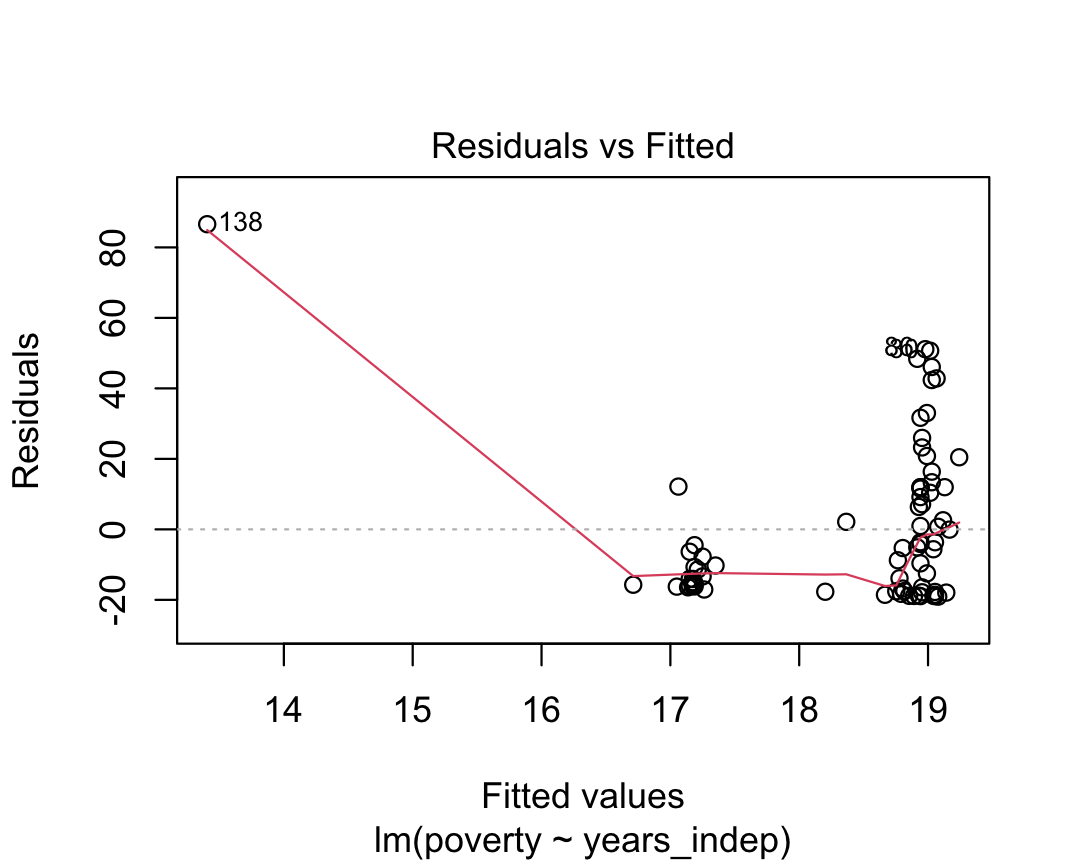 Residuals vs Fitted
138
Residuals
80
60
40
20
0
-20
14 15 16 17 18 19
Fitted values
lm(poverty ~ years_indep)